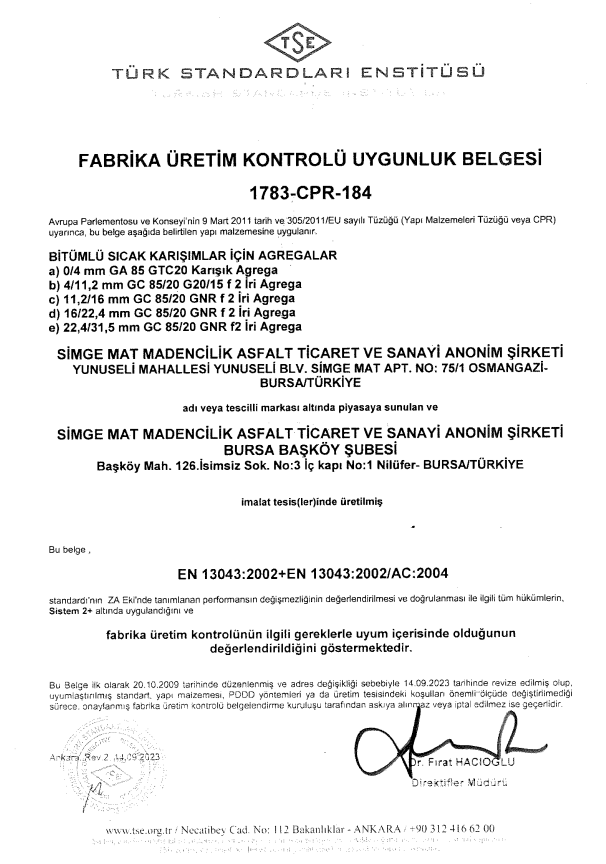 TSE
TÜRK STANDARDLARI ENSTİTÜSÜ
FABRİKA ÜRETİM KONTROLÜ UYGUNLUK BELGESİ
1783-CPR-184
Avrupa Parlementosu ve Konseyi'nin 9 Mart 2011 tarih ve 305/2011/EU sayılı Tüzüğü (Yapı Malzemeleri Tüzüğü veya CPR)
uyarınca, bu belge aşağıda belirtilen yapı malzemesine uygulanır.
BİTÜMLÜ SICAK KARIŞIMLAR İÇİN AGREGALAR
a) 0/4 mm GA 85 GTC20 Karışık Agrega
b) 4/11,2 mm GC 85/20 G20/15 f 2 İri Agrega
c) 11,2/16 mm GC 85/20 GNR f 2 İri Agrega
d) 16/22,4 mm GC 85/20 GNR f 2 İri Agrega
e) 22,4/31,5 mm GC 85/20 GNR f2 İri Agrega
SİMGE MAT MADENCİLİK ASFALT TİCARET VE SANAYİ ANONİM ŞİRKETİ
YUNUSELİ MAHALLESİ YUNUSELİ BLV. SİMGE MAT APT. NO: 75/1 OSMANGAZİ-
BURSA/TÜRKİYE
adı veya tescilli markası altında piyasaya sunulan ve
SİMGE MAT MADENCİLİK ASFALT TİCARET VE SANAYİ ANONİM ŞİRKETİ
BURSA BAŞKÖY ŞUBESİ
Başköy Mah. 126.İsimsiz Sok. No:3 İç kapı No:1 Nilüfer- BURSA/TÜRKİYE
imalat tesis(ler)inde üretilmiş
Bu belge ,
EN 13043:2002+EN 13043:2002/AC:2004
standardı'nın ZA Eki'nde tanımlanan performansın değişmezliğinin değerlendirilmesi ve doğrulanması ile ilgili tüm hükümlerin,
Sistem 2+ altında uygulandığını ve
fabrika üretim kontrolünün ilgili gereklerle uyum içerisinde olduğunun
değerlendirildiğini göstermektedir.
Bu Belge ilk olarak 20.10.2009 tarihinde düzenlenmiş ve adres değişikliği sebebiyle 14.09.2023 tarihinde revize edilmiş olup,
uyumlaştırılmış standart, yapı malzemesi, PDDD yöntemleri ya da üretim tesisindeki koşulları önemli ölçüde değiştirilmediği
sürece, onaylanmış fabrika üretim kontrolü belgelendirme kuruluşu tarafından askıya alınmaz veya iptal edilmez ise geçerlidir.
Ankara, Rev 2 14.09.2023
Dr. Fırat HACIOĞLU
Direktifler Müdürü
TSE
www.tse.org.tr / Necatibey Cad. No: 112 Bakanlıklar - ANKARA / +90 312 416 62 00